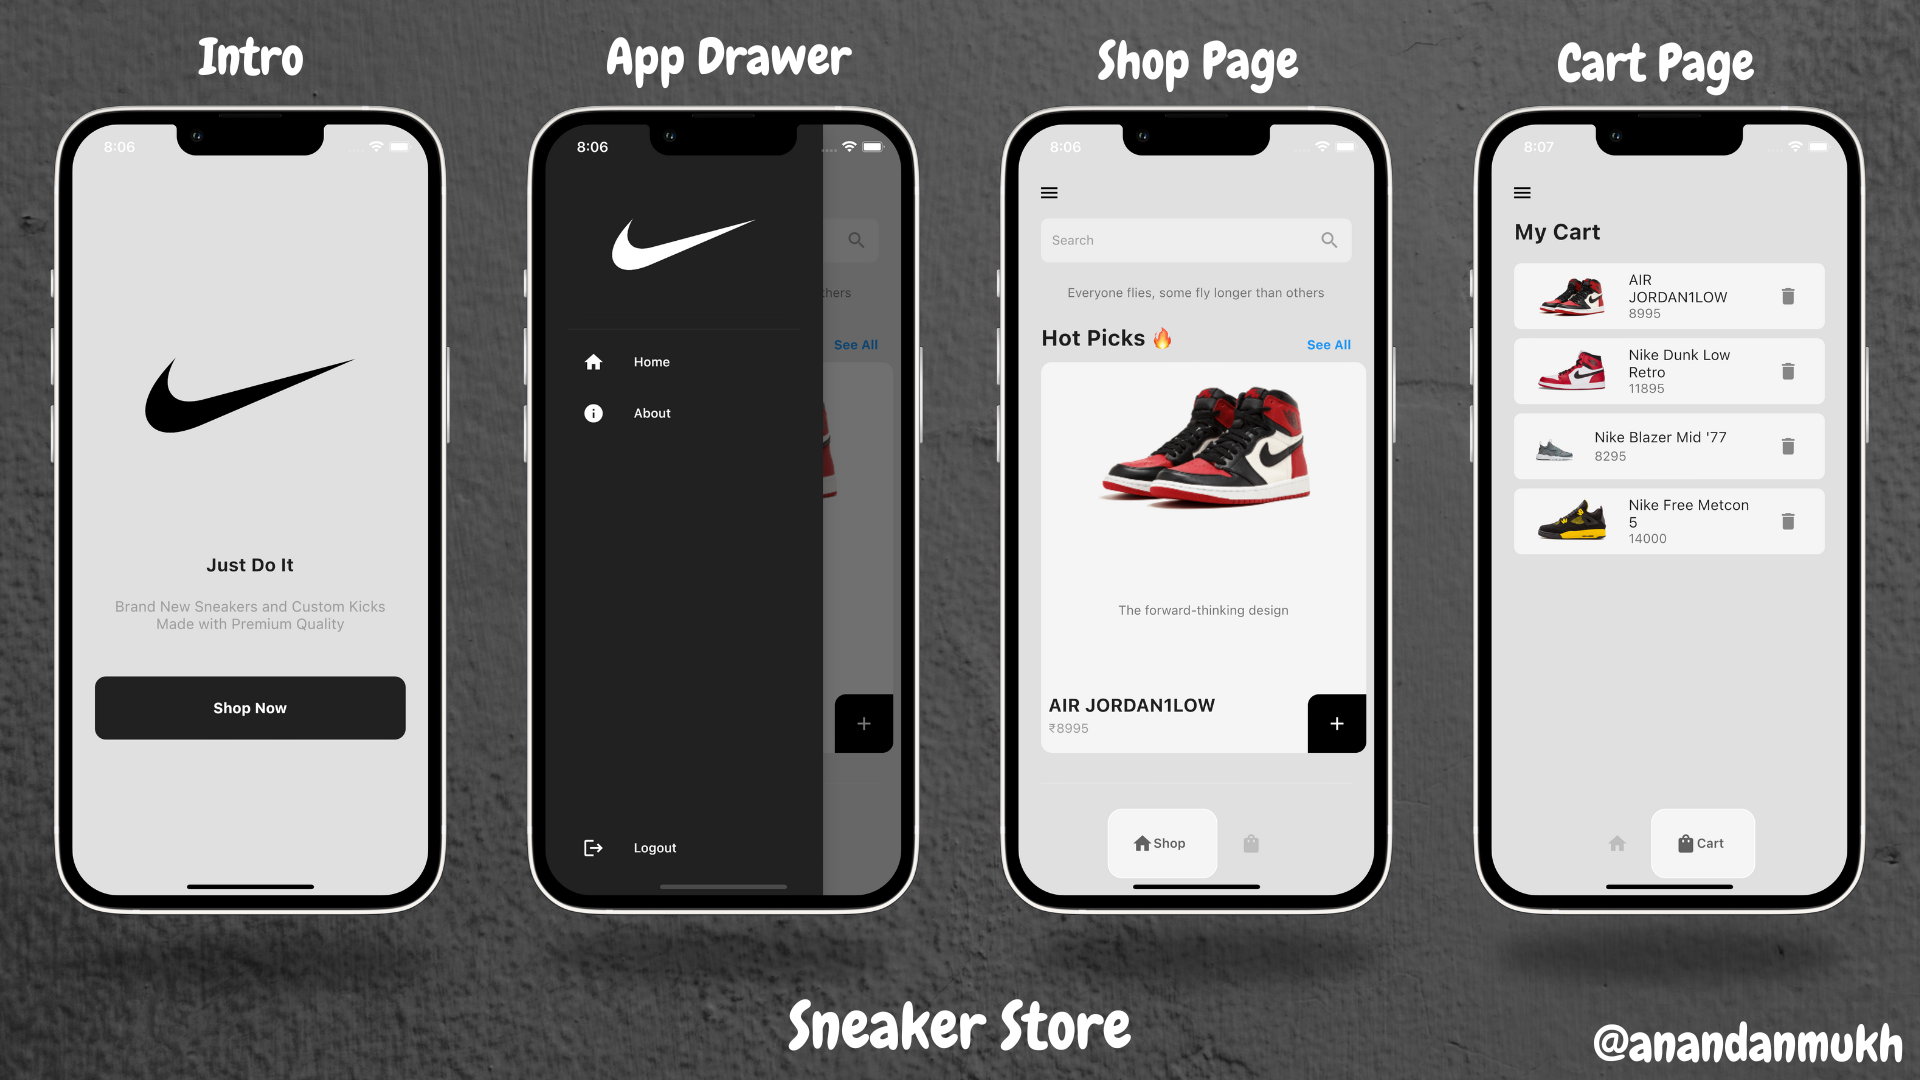 Intro
App Drawer
Shop Page
Cart Page
8:06
Just Do It
Brand New Sneakers and Custom Kicks
Made with Premium Quality
Shop Now
8:06
Home
About
Logout
thers
See All
8:06
Search
Everyone flies, some fly longer than others
Hot Picks 🔥
See All
The forward-thinking design
AIR JORDAN1LOW
₹8995
Shop
8:07
My Cart
AIR
JORDAN1LOW
8995
Nike Dunk Low
Retro
11895
Nike Blazer Mid '77
8295
Nike Free Metcon
5
14000
Cart
Sneaker Store
@anandanmukh